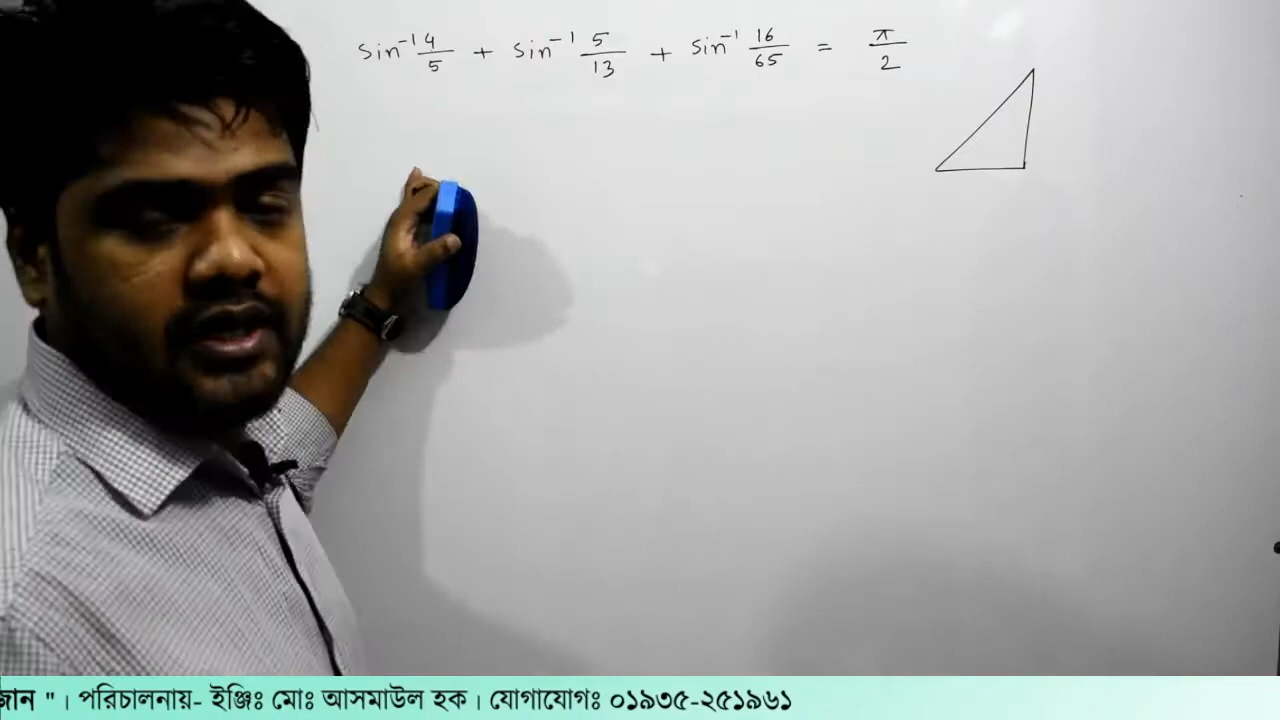 sin⁻¹ 4/5 + sin⁻¹ 5/13 + sin⁻¹ 16/65 = π/2
জান "। পরিচালনায়- ইঞ্জিঃ মোঃ আসমাউল হক। যোগাযোগঃ ০১৯৩৫-২৫১৯৬১